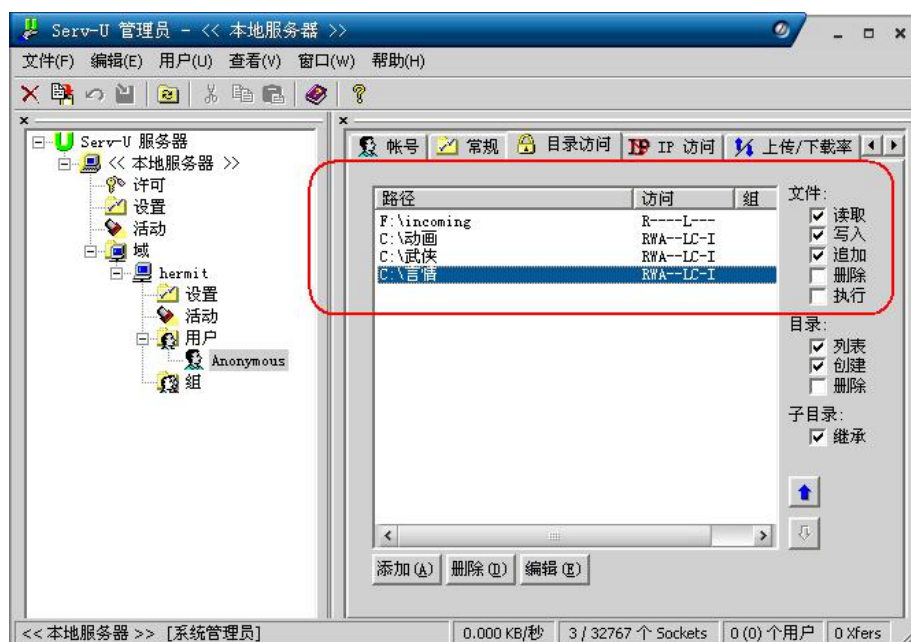 Serv-U 管理员 - << 本地服务器 >>
文件(F) 编辑(E) 用户(U) 查看(V) 窗口(W) 帮助(H)
Serv-U 服务器
<< 本地服务器 >>
许可
设置
活动
域
hermit
设置
活动
用户
Anonymous
组
帐号 常规 目录访问 IP 访问 上传/下载率
路径 访问 组
F:\incoming R----L---
C:\动画 RWA--LC-I
C:\武侠 RWA--LC-I
C:\言情 RWA--LC-I
文件:
读取
写入
追加
删除
执行
目录:
列表
创建
删除
子目录:
继承
添加(A) 删除(D) 编辑(E)
<< 本地服务器 >> [系统管理员] 0.000 KB/秒 3 / 32767 个 Sockets 0 (0) 个用户 0 Xfers